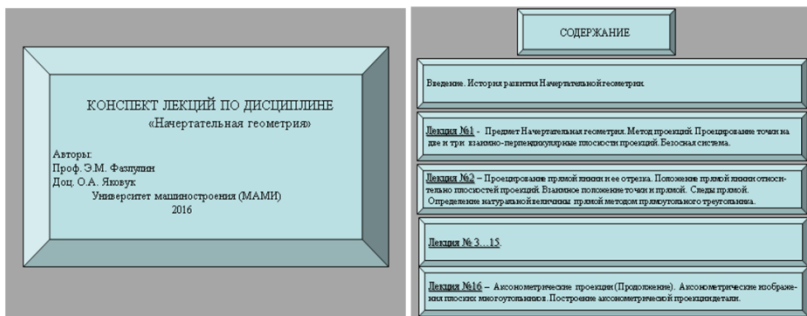 КОНСПЕКТ ЛЕКЦИЙ ПО ДИСЦИПЛИНЕ
«Начертательная геометрия»
Авторы:
Проф. Э.М. Фазлулин
Доц. О.А. Яковук
Университет машиностроения (МАМИ)
2016
СОДЕРЖАНИЕ
Введение. История развития Начертательной геометрии.
Лекция №1 - Предмет Начертательная геометрия. Метод проекций. Проецирование точки на
две и три взаимно-перпендикулярные плоскости проекций. Безосная система.
Лекция №2 – Проецирование прямой линии и ее отрезка. Положение прямой линии относи-
тельно плоскостей проекций. Взаимное положение точки и прямой. Следы прямой.
Определение натуральной величины прямой методом прямоугольного треугольника.
Лекция № 3…15.
Лекция №16 – Аксонометрические проекции (Продолжение). Аксонометрические изображе-
ния плоских многоугольников. Построение аксонометрической проекции детали.